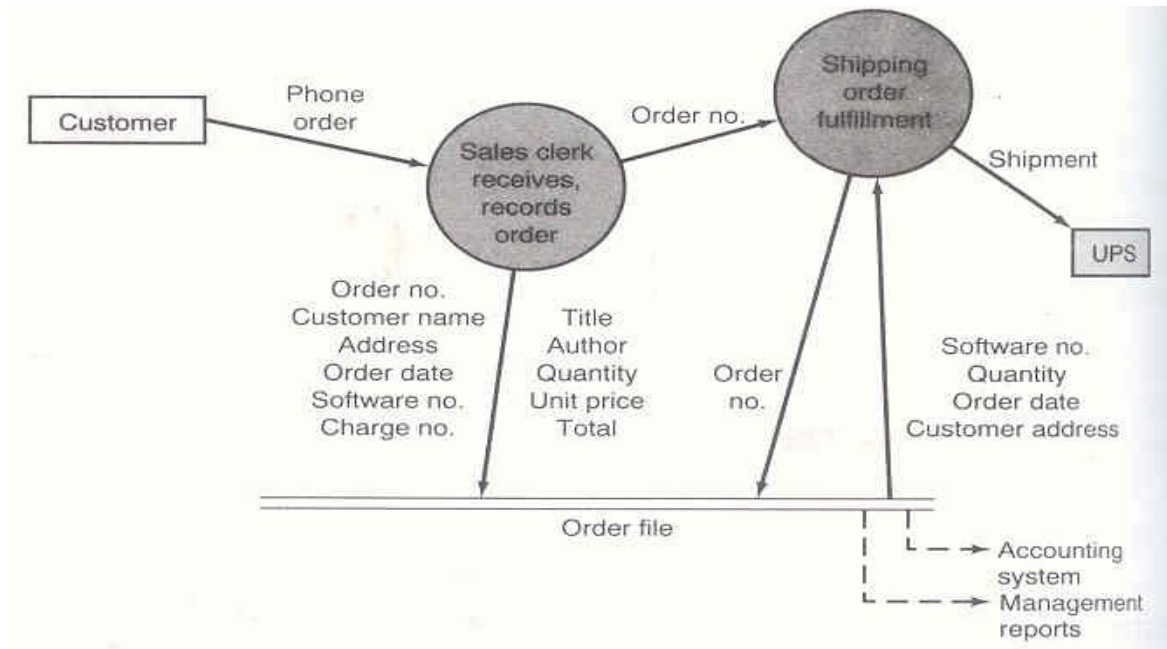 Customer
Phone
order
Sales clerk
receives,
records
order
Order no.
Shipping
order
fulfillment
Shipment
UPS
Order no.
Customer name
Address
Order date
Software no.
Charge no.
Title
Author
Quantity
Unit price
Total
Order
no.
Software no.
Quantity
Order date
Customer address
Order file
Accounting
system
Management
reports